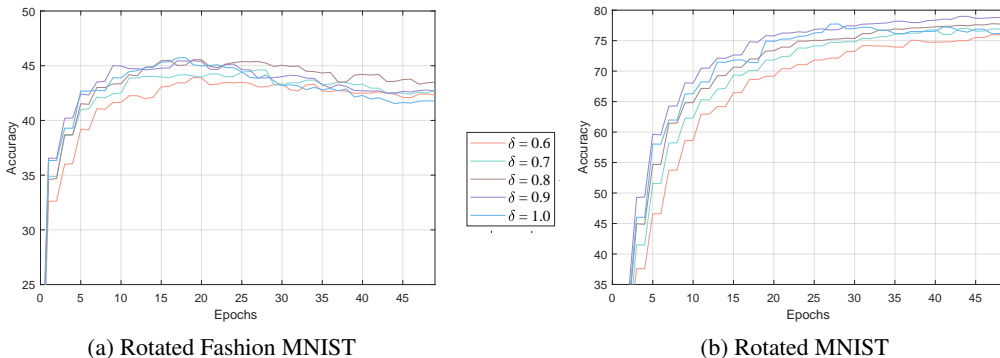 50
45
40
35
30
25
Accuracy
0 5 10 15 20 25 30 35 40 45
Epochs
(a) Rotated Fashion MNIST
δ = 0.6
δ = 0.7
δ = 0.8
δ = 0.9
δ = 1.0
80
75
70
65
60
55
50
45
40
35
Accuracy
0 5 10 15 20 25 30 35 40 45
Epochs
(b) Rotated MNIST